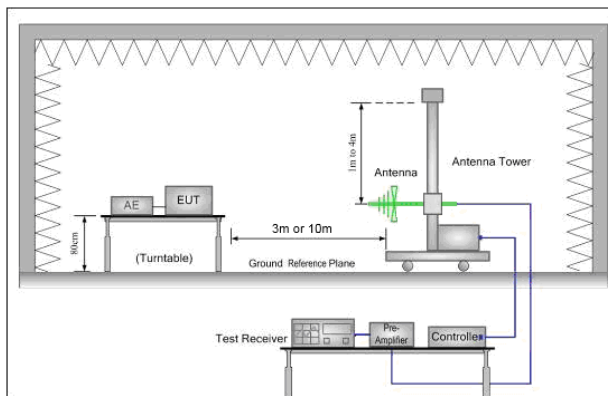 1m to 4m
Antenna
Antenna Tower
AE
EUT
80cm
(Turntable)
3m or 10m
Ground Reference Plane
Test Receiver
Pre-
Amplifier
Controller